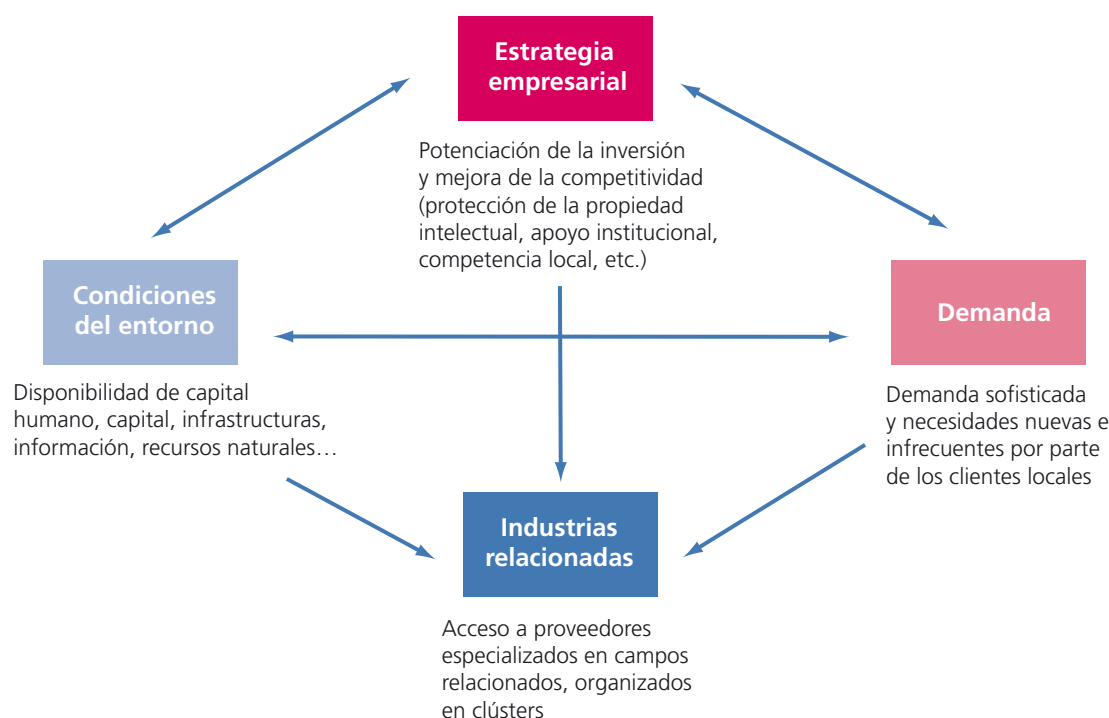 Estrategia
empresarial
Potenciación de la inversión
y mejora de la competitividad
(protección de la propiedad
intelectual, apoyo institucional,
competencia local, etc.)
Condiciones
del entorno
Disponibilidad de capital
humano, capital, infrastructuras,
información, recursos naturales…
Demanda
Demanda sofisticada
y necesidades nuevas e
infrecuentes por parte
de los clientes locales
Industrias
relacionadas
Acceso a proveedores
especializados en campos
relacionados, organizados
en clústers